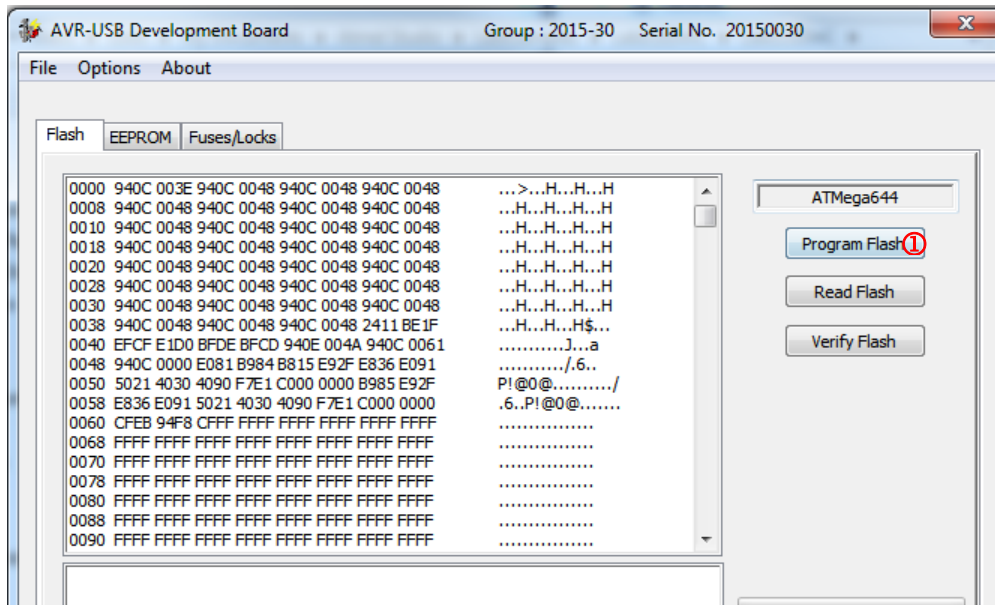 AVR-USB Development Board Group : 2015-30 Serial No. 20150030
File Options About
Flash EEPROM Fuses/Locks
0000 940C 003E 940C 0048 940C 0048 940C 0048 ...>...H...H...H
0008 940C 0048 940C 0048 940C 0048 940C 0048 ...H...H...H...H
0010 940C 0048 940C 0048 940C 0048 940C 0048 ...H...H...H...H
0018 940C 0048 940C 0048 940C 0048 940C 0048 ...H...H...H...H
0020 940C 0048 940C 0048 940C 0048 940C 0048 ...H...H...H...H
0028 940C 0048 940C 0048 940C 0048 940C 0048 ...H...H...H...H
0030 940C 0048 940C 0048 940C 0048 940C 0048 ...H...H...H...H
0038 940C 0048 940C 0048 940C 0048 2411 BE1F ...H...H...H$...
0040 EFCF E1D0 BFDE BFCD 940E 004A 940C 0061 ...........J...a
0048 940C 0000 E081 B984 B815 E92F E836 E091 .........../.6..
0050 5021 4030 4090 F7E1 C000 0000 B985 E92F P!@0@........../
0058 E836 E091 5021 4030 4090 F7E1 C000 0000 .6..P!@0@.......
0060 CFEB 94F8 CFFF FFFF FFFF FFFF FFFF FFFF ................
0068 FFFF FFFF FFFF FFFF FFFF FFFF FFFF FFFF ................
0070 FFFF FFFF FFFF FFFF FFFF FFFF FFFF FFFF ................
0078 FFFF FFFF FFFF FFFF FFFF FFFF FFFF FFFF ................
0080 FFFF FFFF FFFF FFFF FFFF FFFF FFFF FFFF ................
0088 FFFF FFFF FFFF FFFF FFFF FFFF FFFF FFFF ................
0090 FFFF FFFF FFFF FFFF FFFF FFFF FFFF FFFF ................
ATMega644
Program Flash ①
Read Flash
Verify Flash